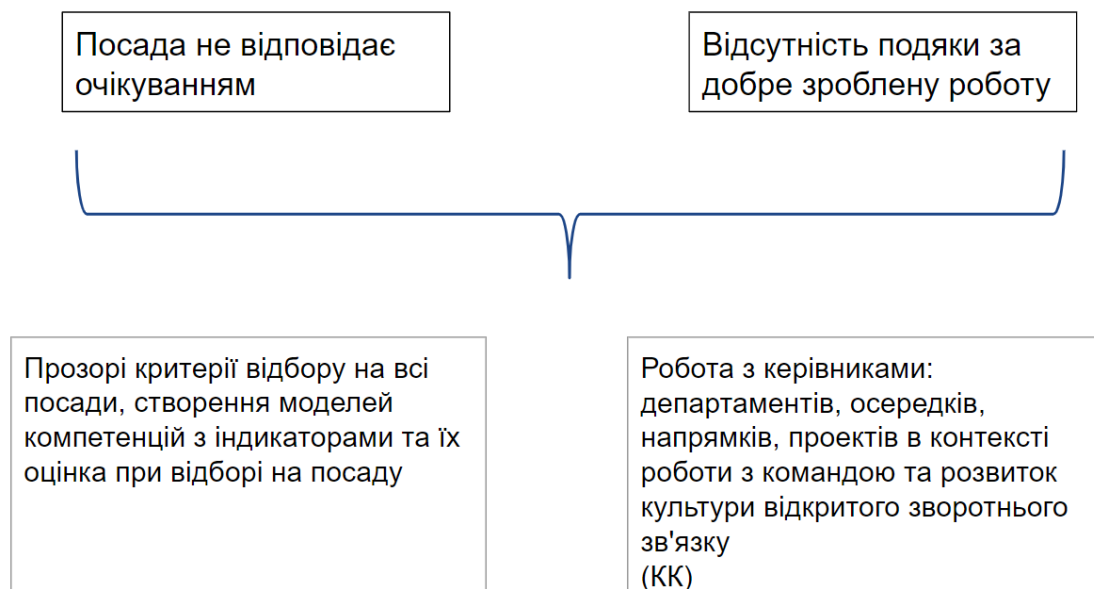 Посада не відповідає
очікуванням
Відсутність подяки за
добре зроблену роботу
Прозорі критерії відбору на всі
посади, створення моделей
компетенцій з індикаторами та їх
оцінка при відборі на посаду
Робота з керівниками:
департаментів, осередків,
напрямків, проектів в контексті
роботи з командою та розвиток
культури відкритого зворотнього
зв'язку
(КК)